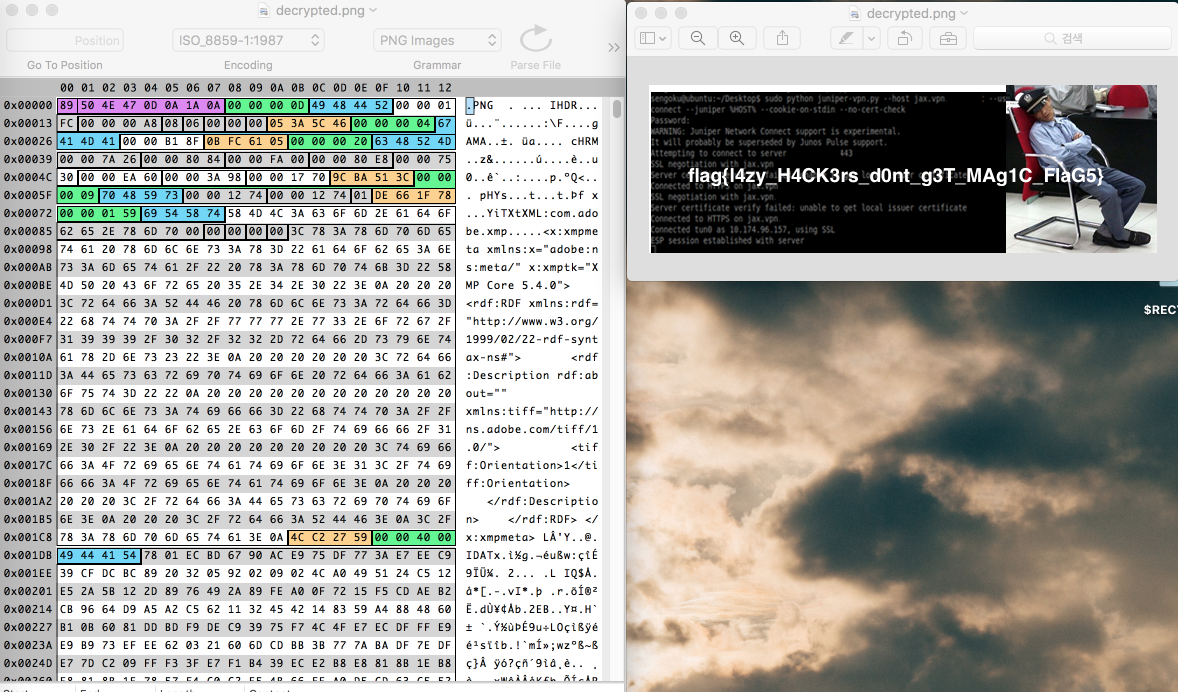 decrypted.png
Position
ISO_8859-1:1987
PNG Images
Go To Position
Encoding
Grammar
Parse File
00 01 02 03 04 05 06 07 08 09 0A 0B 0C 0D 0E 0F 10 11 12
0x00000 89 50 4E 47 0D 0A 1A 0A 00 00 00 0D 49 48 44 52 00 00 01 .PNG . ... IHDR...
0x00013 FC 00 00 00 A8 08 06 00 00 00 05 3A 5C 46 00 00 00 04 67 ü...¨......:\F....g
0x00026 41 4D 41 00 00 B1 8F 0B FC 61 05 00 00 00 20 63 48 52 4D AMA..±. üa.... cHRM
0x00039 00 00 7A 26 00 00 80 84 00 00 FA 00 00 00 80 E8 00 00 75 ..z&......ú....è..u
0x0004C 30 00 00 EA 60 00 00 3A 98 00 00 17 70 9C BA 51 3C 00 00 0..ê`..:....p.ºQ<..
0x0005F 00 09 70 48 59 73 00 00 12 74 00 00 12 74 01 DE 66 1F 78 . pHYs...t...t.Þf x
0x00072 00 00 01 59 69 54 58 74 58 4D 4C 3A 63 6F 6D 2E 61 64 6F ...YiTXtXML:com.ado
0x00085 62 65 2E 78 6D 70 00 00 00 00 00 3C 78 3A 78 6D 70 6D 65 be.xmp.....<x:xmpme
0x00098 74 61 20 78 6D 6C 6E 73 3A 78 3D 22 61 64 6F 62 65 3A 6E ta xmlns:x="adobe:n
0x000AB 73 3A 6D 65 74 61 2F 22 20 78 3A 78 6D 70 74 6B 3D 22 58 s:meta/" x:xmptk="X
0x000BE 4D 50 20 43 6F 72 65 20 35 2E 34 2E 30 22 3E 0A 20 20 20 MP Core 5.4.0">
0x000D1 3C 72 64 66 3A 52 44 46 20 78 6D 6C 6E 73 3A 72 64 66 3D <rdf:RDF xmlns:rdf=
0x000E4 22 68 74 74 70 3A 2F 2F 77 77 77 2E 77 33 2E 6F 72 67 2F "http://www.w3.org/
0x000F7 31 39 39 39 2F 30 32 2F 32 32 2D 72 64 66 2D 73 79 6E 74 1999/02/22-rdf-synt
0x0010A 61 78 2D 6E 73 23 22 3E 0A 20 20 20 20 20 20 3C 72 64 66 ax-ns#"> <rdf
0x0011D 3A 44 65 73 63 72 69 70 74 69 6F 6E 20 72 64 66 3A 61 62 :Description rdf:ab
0x00130 6F 75 74 3D 22 22 0A 20 20 20 20 20 20 20 20 20 20 20 20 out=""
0x00143 78 6D 6C 6E 73 3A 74 69 66 66 3D 22 68 74 74 70 3A 2F 2F xmlns:tiff="http://
0x00156 6E 73 2E 61 64 6F 62 65 2E 63 6F 6D 2F 74 69 66 66 2F 31 ns.adobe.com/tiff/1
0x00169 2E 30 2F 22 3E 0A 20 20 20 20 20 20 20 20 20 3C 74 69 66 .0/"> <tif
0x0017C 66 3A 4F 72 69 65 6E 74 61 74 69 6F 6E 3E 31 3C 2F 74 69 f:Orientation>1</ti
0x0018F 66 66 3A 4F 72 69 65 6E 74 61 74 69 6F 6E 3E 0A 20 20 20 ff:Orientation>
0x001A2 20 20 20 3C 2F 72 64 66 3A 44 65 73 63 72 69 70 74 69 6F </rdf:Descriptio
0x001B5 6E 3E 0A 20 20 20 3C 2F 72 64 66 3A 52 44 46 3E 0A 3C 2F n> </rdf:RDF> </
0x001C8 78 3A 78 6D 70 6D 65 74 61 3E 0A 4C C2 27 59 00 00 40 00 x:xmpmeta> LÂ'Y..@.
0x001DB 49 44 41 54 78 01 EC BD 67 90 AC E9 75 DF 77 3A E7 EE C9 IDATx.ì½g.¬éußw:çîÉ
0x001EE 39 CF DC BC 89 20 32 05 92 02 09 02 4C A0 49 51 24 C5 12 9ÏÜ¼. 2.... .L IQ$Å.
0x00201 E5 2A 5B 12 2D 89 76 49 2A 89 FE A0 0F 72 15 F5 CD AE B2 å*[.-.vI*.þ .r.õÍ®²
0x00214 CB 96 64 D9 A5 A2 C5 62 11 32 45 42 14 83 59 A4 88 48 60 Ë.dÙ¥¢Åb.2EB..Y¤.H`
0x00227 B1 0B 60 81 DD BD F9 DE C9 39 75 F7 4C 4F E7 EC DF FF E9 ± `.Ý½ùÞÉ9u÷LOçìßÿé
0x0023A E9 B9 73 EF EE 62 03 21 60 6D CD BB 3B 77 7A BA DF 7E DF é¹sïîb.!`mÍ»;wzºß~ß
0x0024D E7 7D C2 09 FF F3 3F E7 F1 B4 39 EC E2 B8 E8 81 8B 1E B8 ç}Â ÿó?çñ´9ìâ¸è.. ¸
decrypted.png
검색
sengoku@ubuntu:~/Desktop$ sudo python juniper-vpn.py --host jax.vpn
connect --juniper %HOST% --cookie-on-stdin --no-cert-check
Password:
WARNING: Juniper Network Connect support is experimental.
It will probably be superseded by Junos Pulse support.
Attempting to connect to server 443
SSL negotiation with jax.vpn
flag{l4zy_H4CK3rs_d0nt_g3T_MAg1C_FlaG5}
Connected to HTTPS on jax.vpn
SSL negotiation with jax.vpn
Server certificate verify failed: unable to get local issuer certificate
Connected to HTTPS on jax.vpn
Connected tun0 as 10.174.96.157, using SSL
ESP session established with server